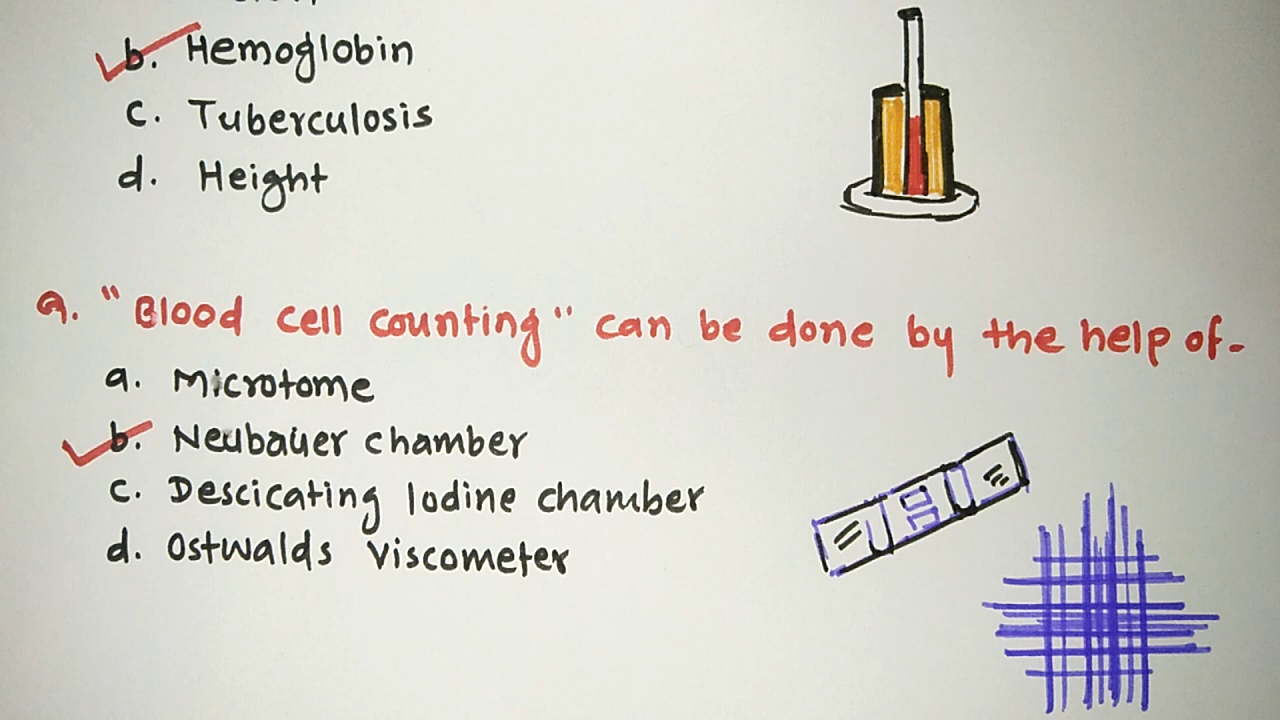 b. Hemoglobin
c. Tuberculosis
d. Height
Q. "Blood cell counting" can be done by the help of-
a. Microtome
b. Neubauer chamber
c. Descicating Iodine chamber
d. Ostwalds Viscometer